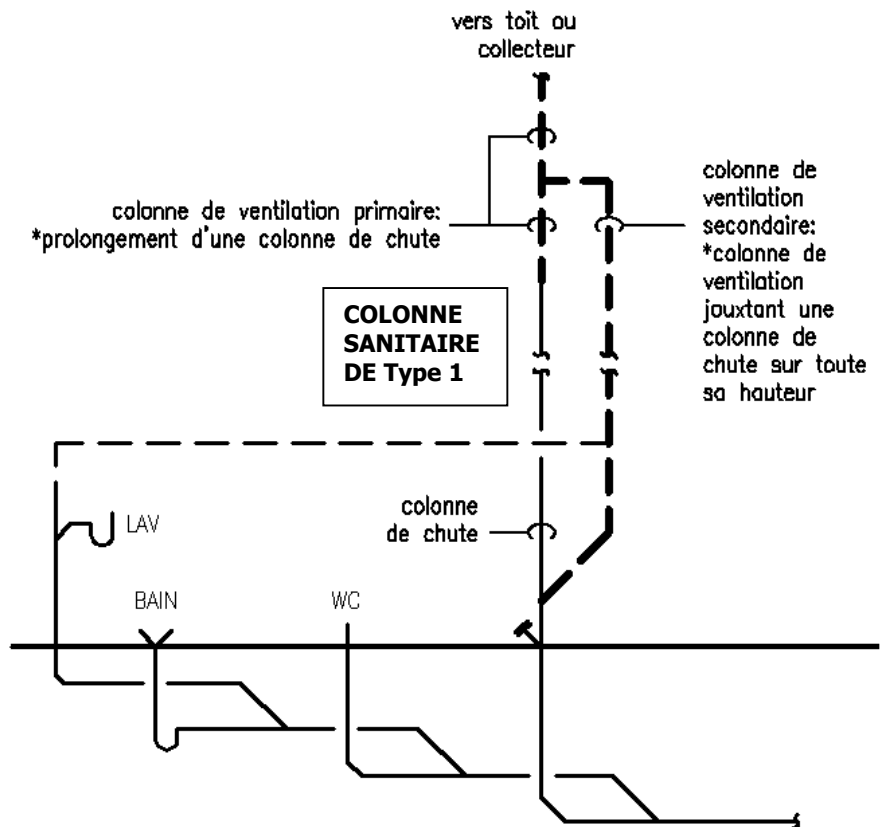 vers toit ou
collecteur
colonne de ventilation primaire:
*prolongement d'une colonne de chute
colonne de
ventilation
secondaire:
*colonne de
ventilation
jouxtant une
colonne de
chute sur toute
sa hauteur
COLONNE
SANITAIRE
DE Type 1
colonne
de chute
LAV
BAIN
WC